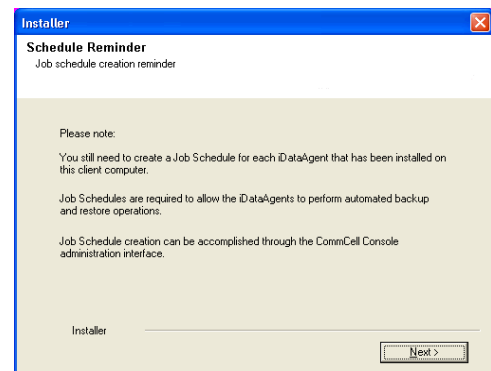 Installer
Schedule Reminder
Job schedule creation reminder
Please note:
You still need to create a Job Schedule for each iDataAgent that has been installed on
this client computer.
Job Schedules are required to allow the iDataAgents to perform automated backup
and restore operations.
Job Schedule creation can be accomplished through the CommCell Console
administration interface.
Installer
Next >